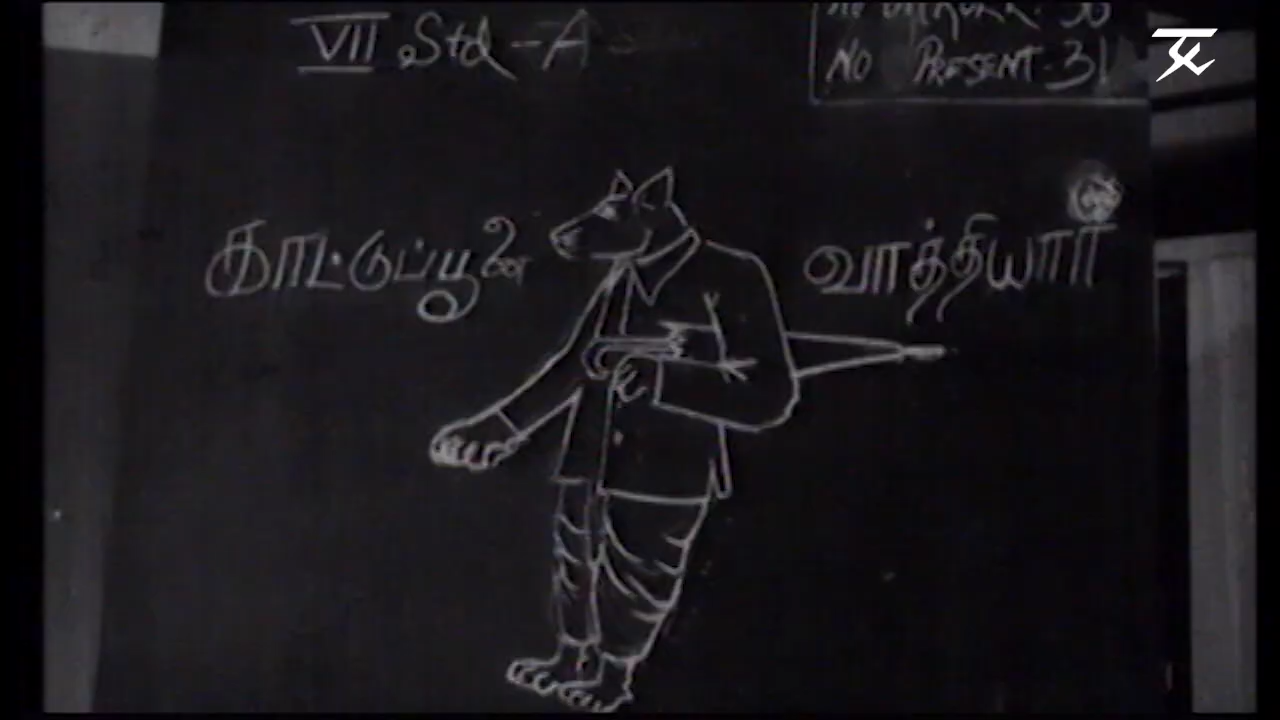 VII Std - A
NO PRESENT - 31
காட்டுப்பூனை வாத்தியார்